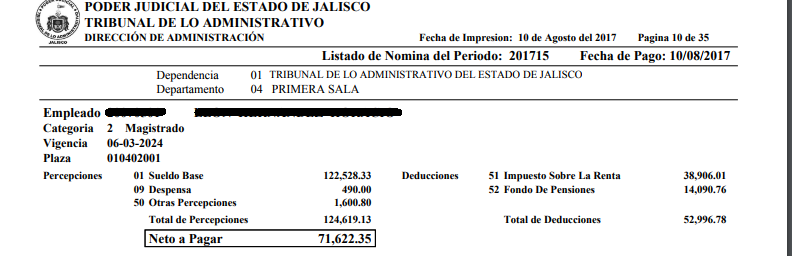 PODER JUDICIAL DEL ESTADO DE JALISCO
TRIBUNAL DE LO ADMINISTRATIVO
DIRECCIÓN DE ADMINISTRACIÓN Fecha de Impresion: 10 de Agosto del 2017 Pagina 10 de 35
JALISCO
Listado de Nomina del Periodo: 201715 Fecha de Pago: 10/08/2017
Dependencia 01 TRIBUNAL DE LO ADMINISTRATIVO DEL ESTADO DE JALISCO
Departamento 04 PRIMERA SALA
Empleado
Categoria 2 Magistrado
Vigencia 06-03-2024
Plaza 010402001
Percepciones 01 Sueldo Base 122,528.33 Deducciones 51 Impuesto Sobre La Renta 38,906.01
09 Despensa 490.00 52 Fondo De Pensiones 14,090.76
50 Otras Percepciones 1,600.80
Total de Percepciones 124,619.13 Total de Deducciones 52,996.78
Neto a Pagar 71,622.35